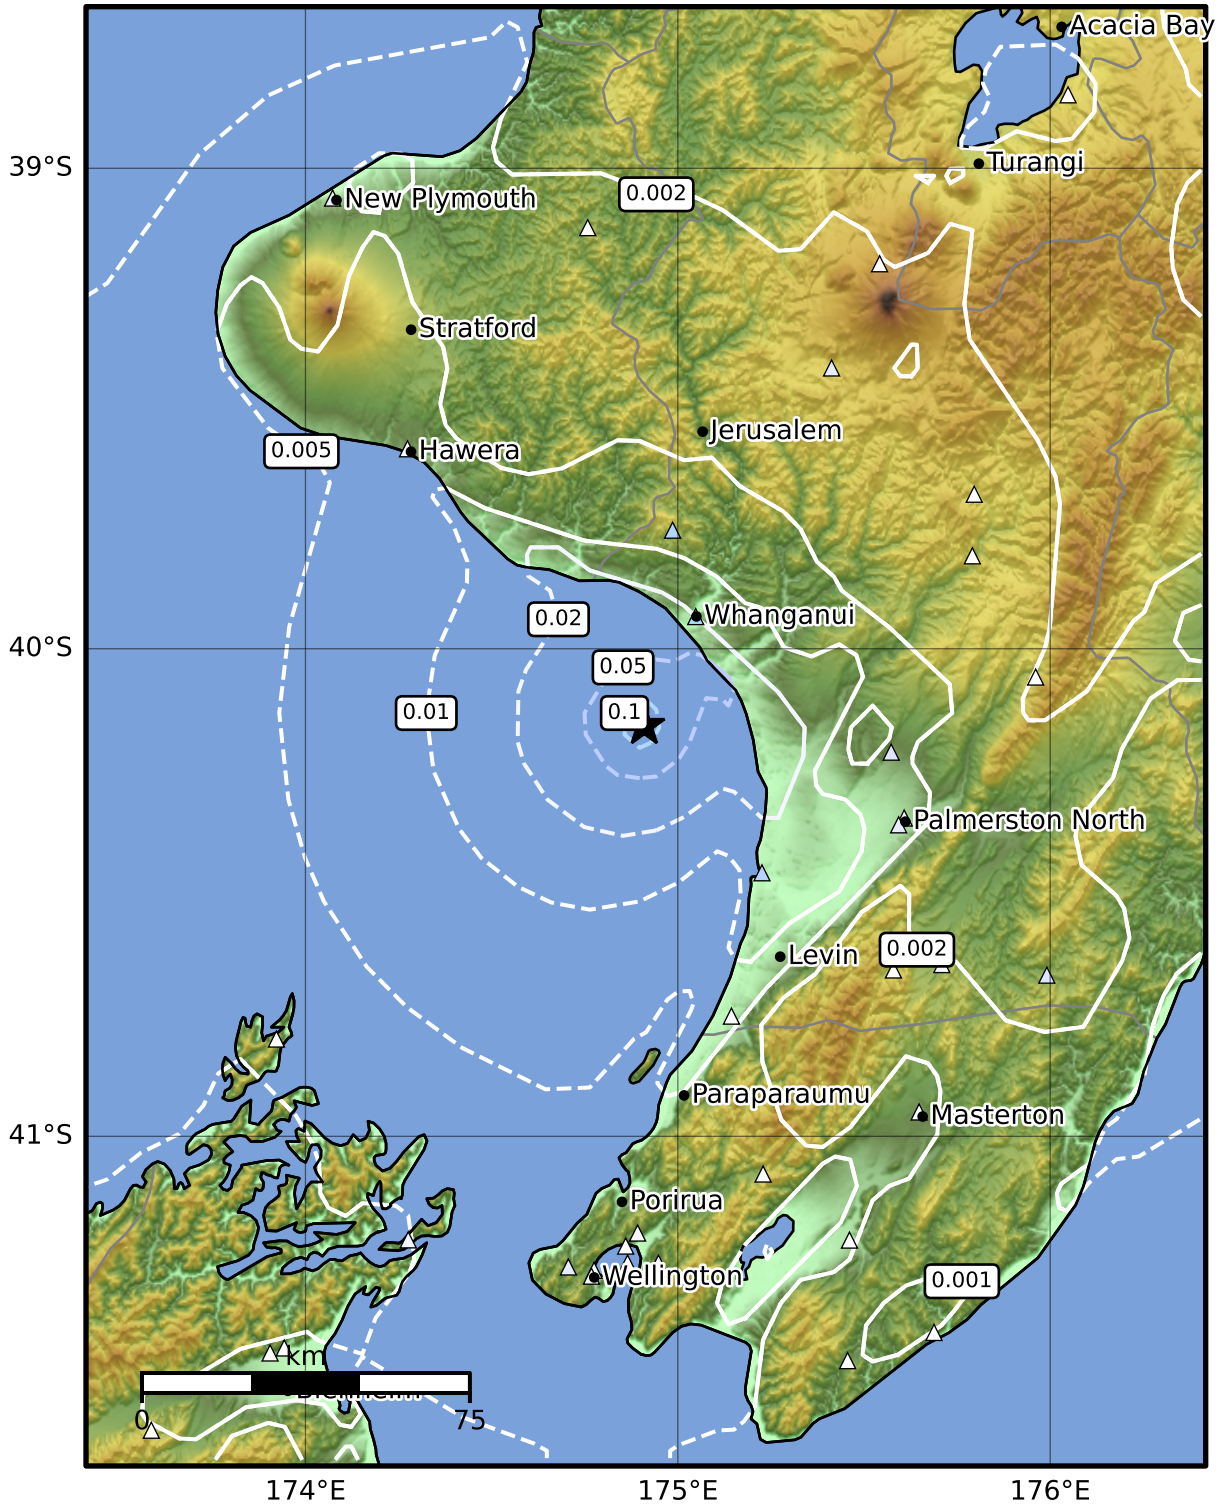 Acacia Bay
Turangi
39°S
0.002
New Plymouth
Stratford
Jerusalem
0.005
Hawera
Whanganui
0.02
40°S
0.05
0.01
0.1
Palmerston North
0.002
Levin
Paraparaumu
Masterton
41°S
Porirua
Wellington
0.001
km
Blenheim
0
75
174°E
175°E
176°E